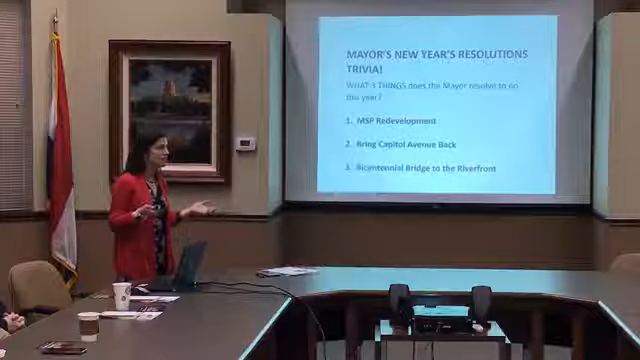 MAYOR'S NEW YEAR'S RESOLUTIONS
TRIVIA!
WHAT 3 THINGS does the Mayor resolve to do
this year?
1. MSP Redevelopment
2. Bring Capitol Avenue Back
3. Bicentennial Bridge to the Riverfront